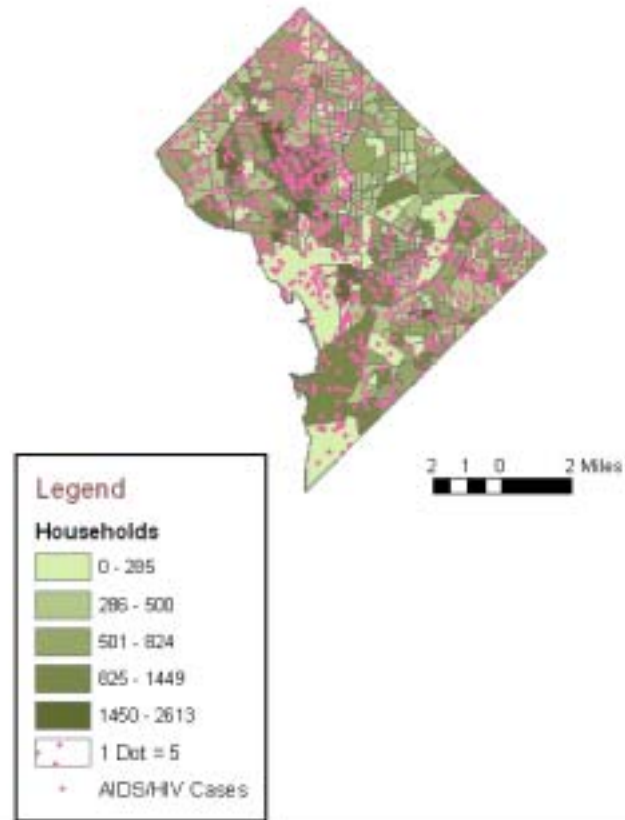 2 1 0 2 Miles
Legend
Households
0 - 285
286 - 500
501 - 824
825 - 1449
1450 - 2613
1 Dot = 5
AIDS/HIV Cases